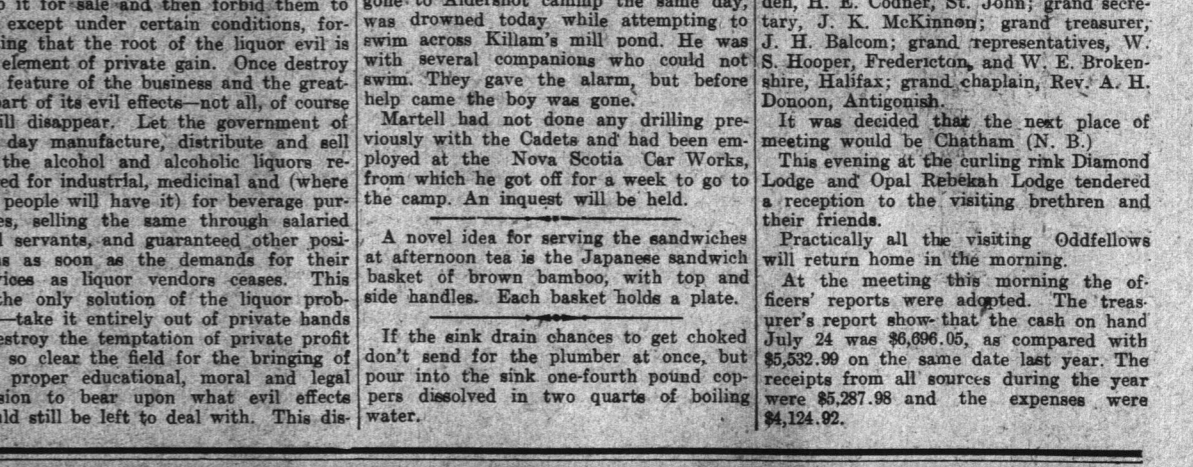 it for sale and then forbid them to
except under certain conditions, for-
ing that the root of the liquor evil is
element of private gain. Once destroy
feature of the business and the great-
art of its evil effects—not all, of course
ill disappear. Let the government of
day manufacture, distribute and sell
the alcohol and alcoholic liquors re-
ed for industrial, medicinal and (where
people will have it) for beverage pur-
es, selling the same through salaried
servants, and guaranteed other posi-
s as soon as the demands for their
rices as liquor vendors ceases. This
he only solution of the liquor prob-
—take it entirely out of private hands
estroy the temptation of private profit
so clear the field for the bringing of
proper educational, moral and legal
sion to bear upon what evil effects
ld still be left to deal with. This dis-
gone to Aldershot the same day,
was drowned today while attempting to
swim across Killam's mill pond. He was
with several companions who could not
swim. They gave the alarm, but before
help came the boy was gone.
Martell had not done any drilling pre-
viously with the Cadets and had been em-
ployed at the Nova Scotia Car Works,
from which he got off for a week to go to
the camp. An inquest will be held.
A novel idea for serving the sandwiches
at afternoon tea is the Japanese sandwich
basket of brown bamboo, with top and
side handles. Each basket holds a plate.
If the sink drain chances to get choked
don't send for the plumber at once, but
pour into the sink one-fourth pound cop-
pers dissolved in two quarts of boiling
water.
den, H. E. Codner, St. John; grand secre-
tary, J. K. McKinnon; grand treasurer,
J. H. Balcom; grand representatives, W.
S. Hooper, Fredericton, and W. E. Broken-
shire, Halifax; grand chaplain, Rev. A. H.
Donoon, Antigonish.
It was decided that the next place of
meeting would be Chatham (N. B.)
This evening at the curling rink Diamond
Lodge and Opal Rebekah Lodge tendered
a reception to the visiting brethren and
their friends.
Practically all the visiting Oddfellows
will return home in the morning.
At the meeting this morning the of-
ficers' reports were adopted. The treas-
urer's report show that the cash on hand
July 24 was $6,696.05, as compared with
$5,532.99 on the same date last year. The
receipts from all sources during the year
were $5,287.98 and the expenses were
$4,124.92.